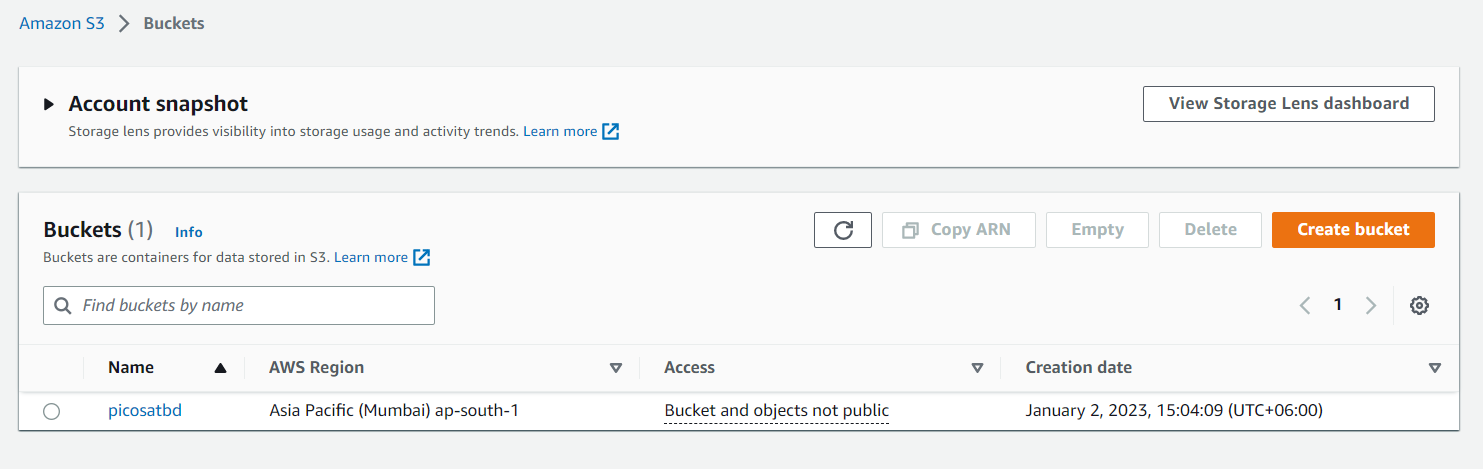 Amazon S3 > Buckets
Account snapshot
View Storage Lens dashboard
Storage lens provides visibility into storage usage and activity trends. Learn more
Buckets (1) Info
Copy ARN Empty Delete Create bucket
Buckets are containers for data stored in S3. Learn more
Find buckets by name
1
Name AWS Region Access Creation date
picosatbd Asia Pacific (Mumbai) ap-south-1 Bucket and objects not public January 2, 2023, 15:04:09 (UTC+06:00)